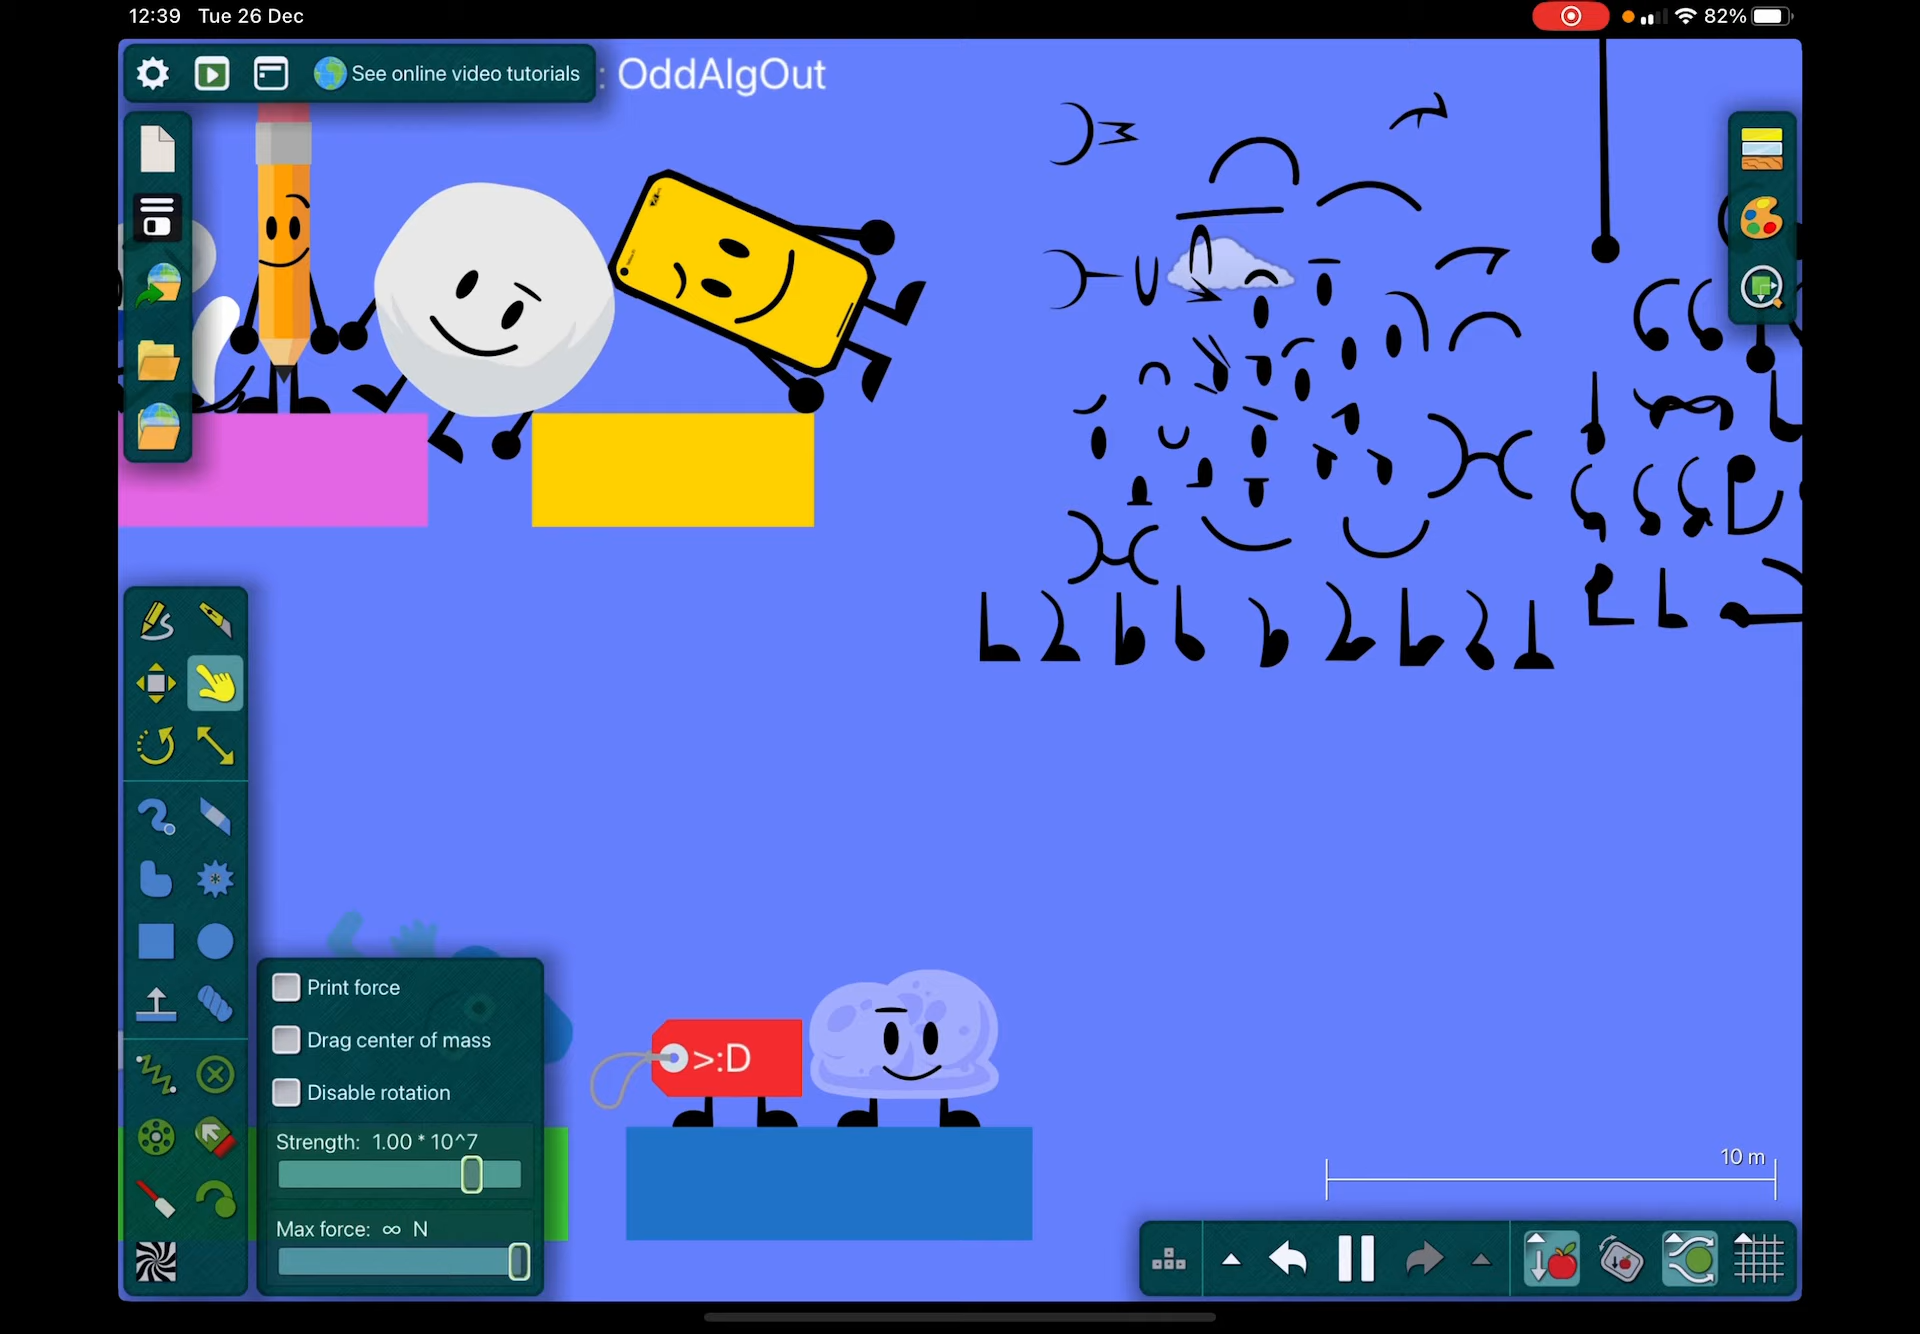 12:39 Tue 26 Dec
82%
See online video tutorials : OddAlgOut
Print force
Drag center of mass
Disable rotation
Strength: 1.00 * 10^7
Max force: ∞ N
>:D
10 m